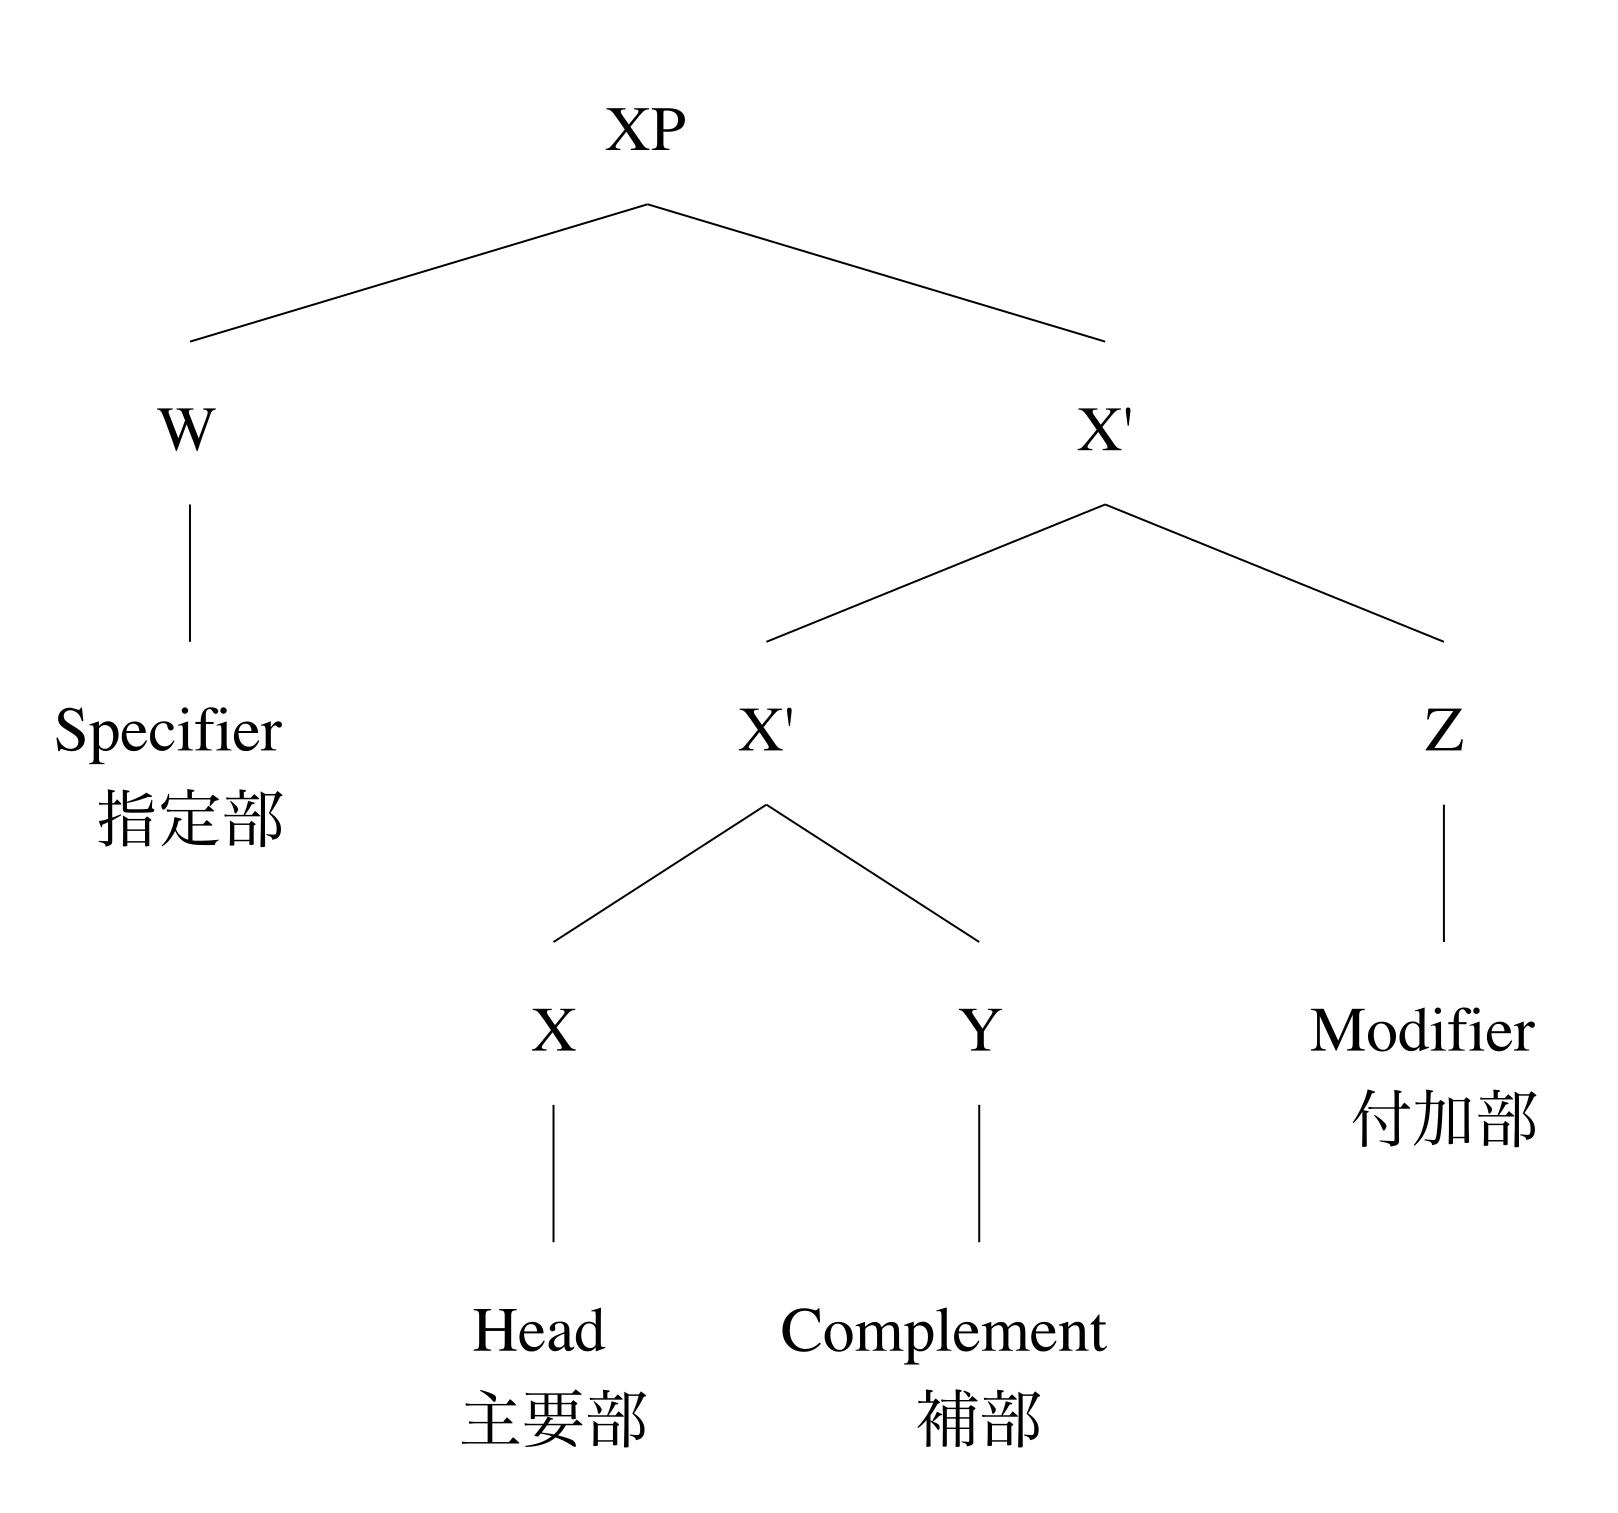 XP
W
X'
Specifier
指定部
X'
Z
X
Y
Modifier
付加部
Head
主要部
Complement
補部